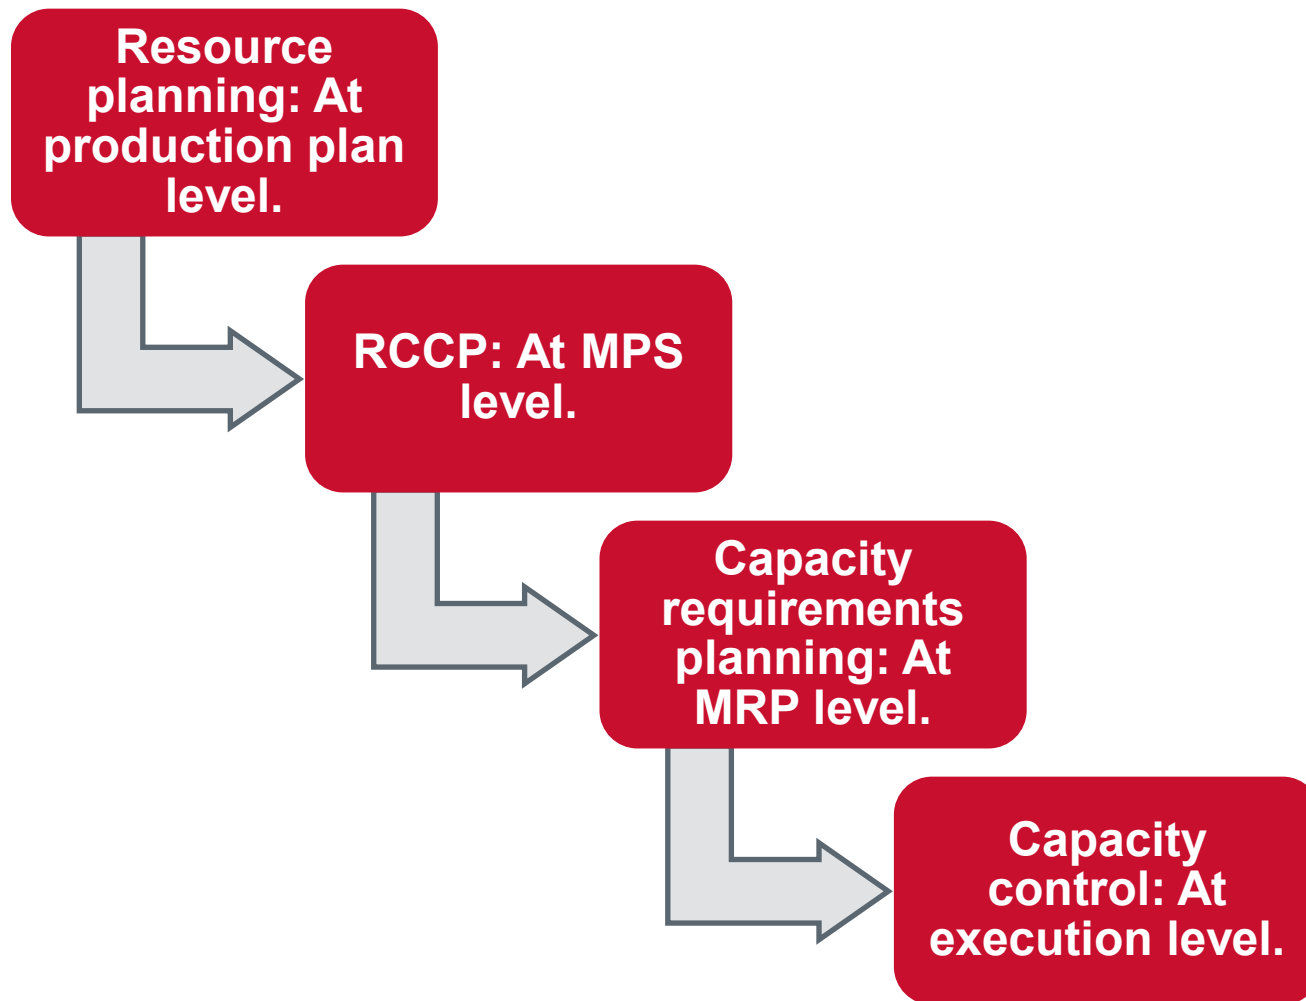 Resource
planning: At
production plan
level.
RCCP: At MPS
level.
Capacity
requirements
planning: At
MRP level.
Capacity
control: At
execution level.